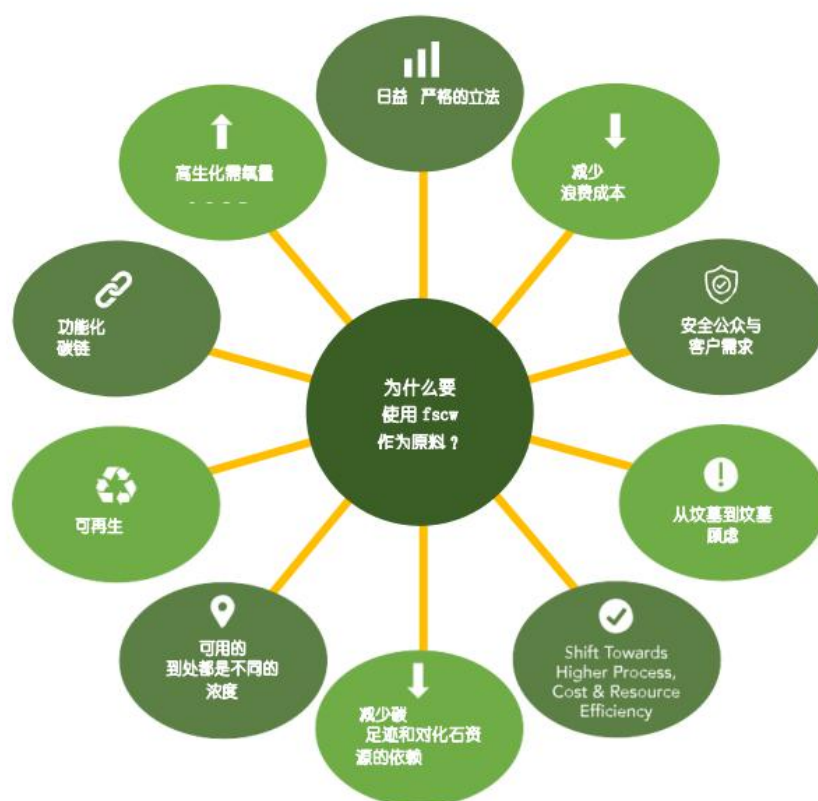 日益 严格的立法
高生化需氧量
减少
浪费成本
功能化
碳链
安全公众与
客户需求
为什么要
使用 fscw
作为原料？
可再生
从坟墓到坟墓
顾虑
可用的
到处都是不同的
浓度
减少碳
足迹和对化石资
源的依赖
Shift Towards
Higher Process,
Cost & Resource
Efficiency